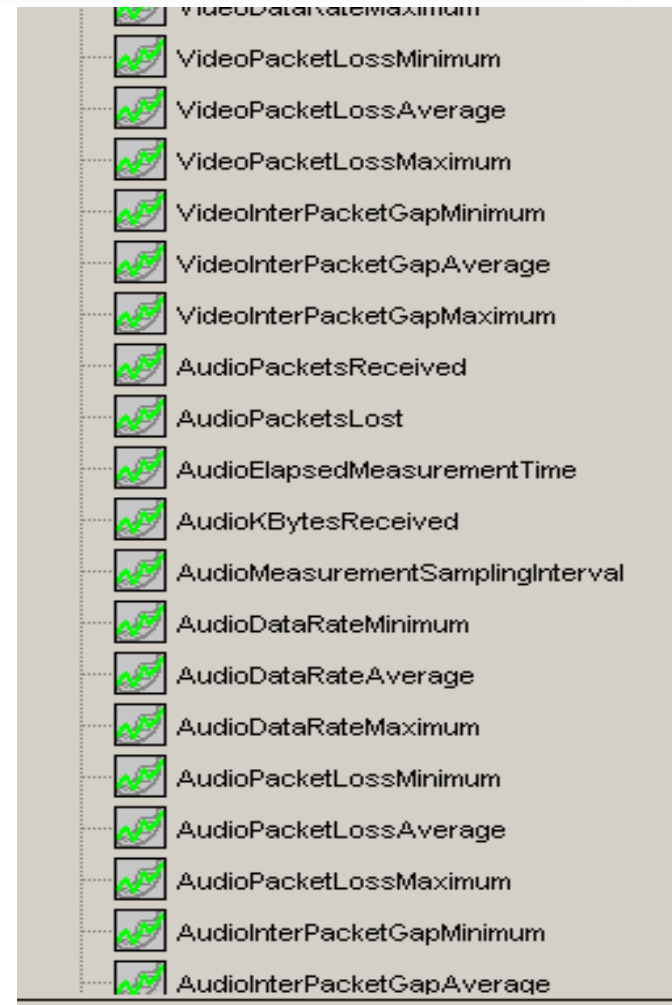 VideoDataRateMaximum
VideoPacketLossMinimum
VideoPacketLossAverage
VideoPacketLossMaximum
VideoInterPacketGapMinimum
VideoInterPacketGapAverage
VideoInterPacketGapMaximum
AudioPacketsReceived
AudioPacketsLost
AudioElapsedMeasurementTime
AudioKBytesReceived
AudioMeasurementSamplingInterval
AudioDataRateMinimum
AudioDataRateAverage
AudioDataRateMaximum
AudioPacketLossMinimum
AudioPacketLossAverage
AudioPacketLossMaximum
AudioInterPacketGapMinimum
AudioInterPacketGapAverage